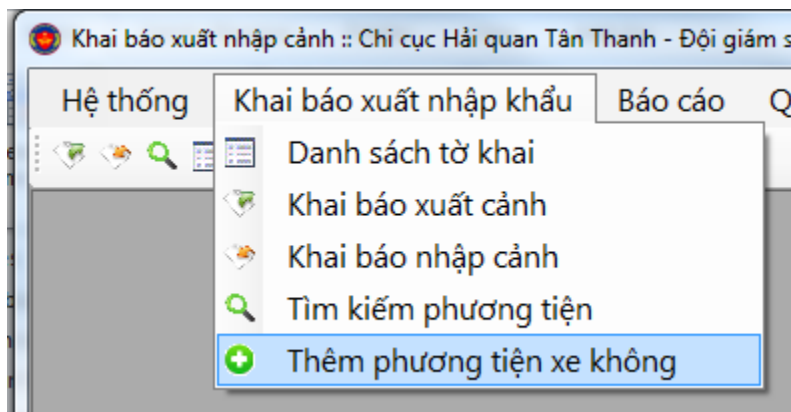 Khai báo xuất nhập cảnh :: Chi cục Hải quan Tân Thanh - Đội giám s
Hệ thống Khai báo xuất nhập khẩu Báo cáo Q
Danh sách tờ khai
Khai báo xuất cảnh
Khai báo nhập cảnh
Tìm kiếm phương tiện
Thêm phương tiện xe không